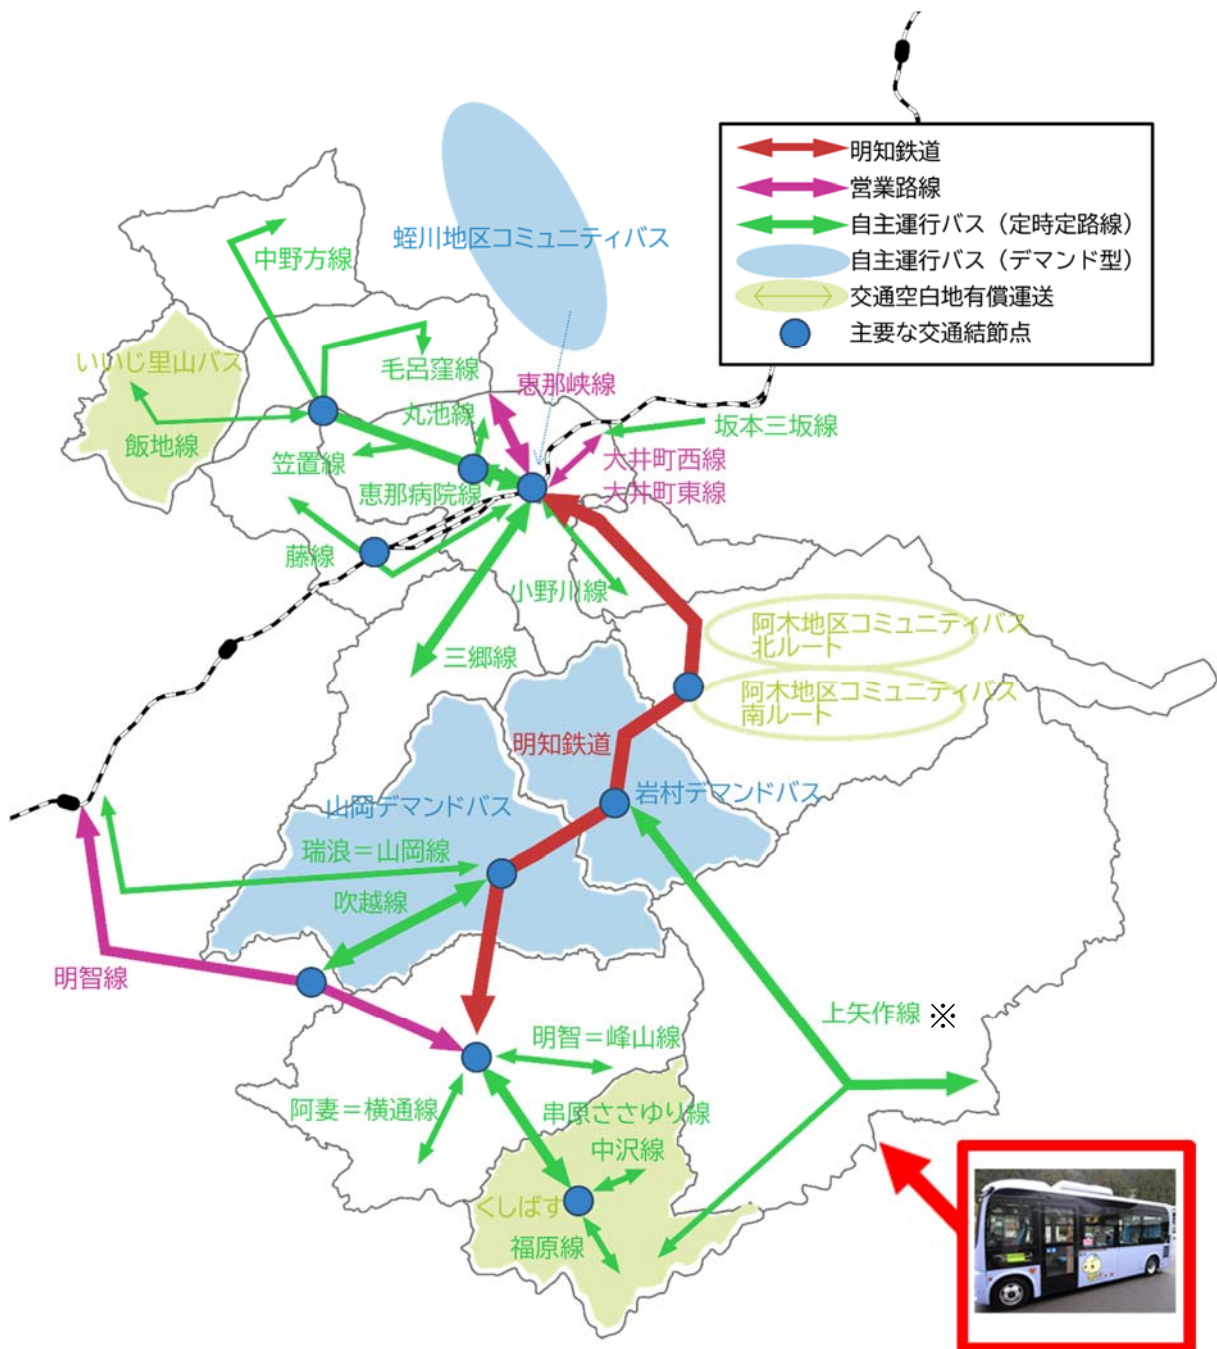 明知鉄道
営業路線
自主運行バス（定時定路線）
自主運行バス（デマンド型）
交通空白地有償運送
主要な交通結節点
蛭川地区コミュニティバス
中野方線
いいじ里山バス
毛呂窪線
恵那峡線
丸池線
坂本三坂線
飯地線
笠置線
大井町西線
恵那病院線
大井町東線
藤線
小野川線
阿木地区コミュニティバス
北ルート
三郷線
阿木地区コミュニティバス
南ルート
明知鉄道
岩村デマンドバス
山岡デマンドバス
瑞浪＝山岡線
吹越線
明智線
上矢作線 ※
明智＝峰山線
阿妻＝横通線
串原ささゆり線
中沢線
くしばす
福原線